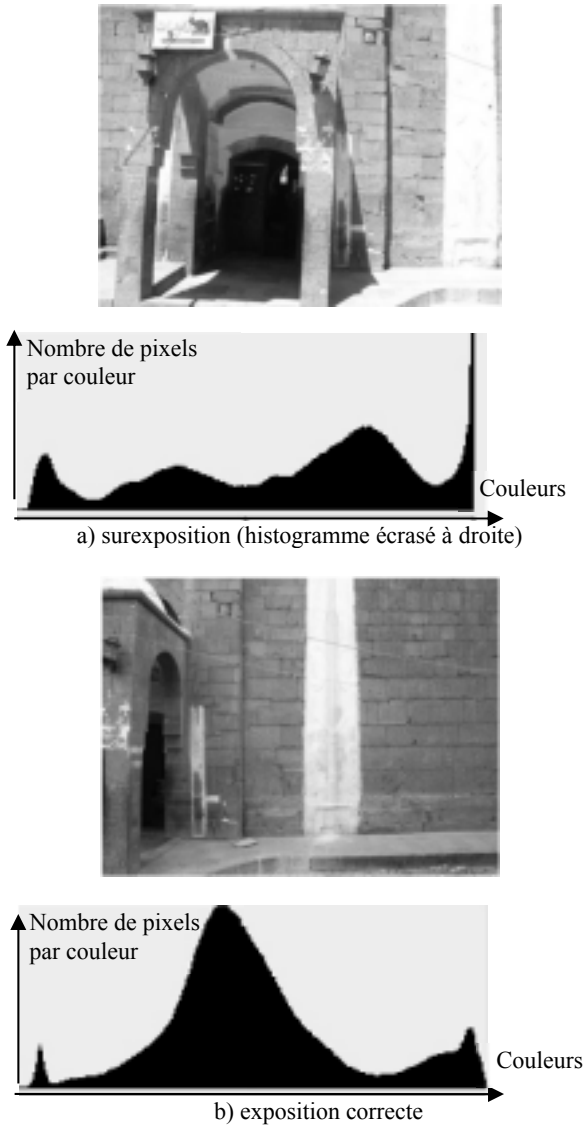 Nombre de pixels
par couleur
Couleurs
a) surexposition (histogramme écrasé à droite)
Nombre de pixels
par couleur
Couleurs
b) exposition correcte